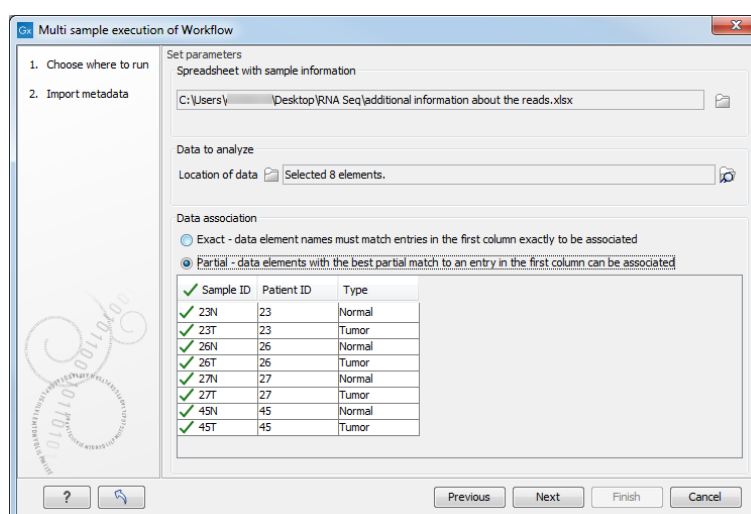 Gx Multi sample execution of Workflow
1. Choose where to run
2. Import metadata
Set parameters
Spreadsheet with sample information
C:\Users\ \Desktop\RNA Seq\additional information about the reads.xlsx
Data to analyze
Location of data Selected 8 elements.
Data association
Exact - data element names must match entries in the first column exactly to be associated
Partial - data elements with the best partial match to an entry in the first column can be associated
Sample ID Patient ID Type
23N 23 Normal
23T 23 Tumor
26N 26 Normal
26T 26 Tumor
27N 27 Normal
27T 27 Tumor
45N 45 Normal
45T 45 Tumor
? Previous Next Finish Cancel